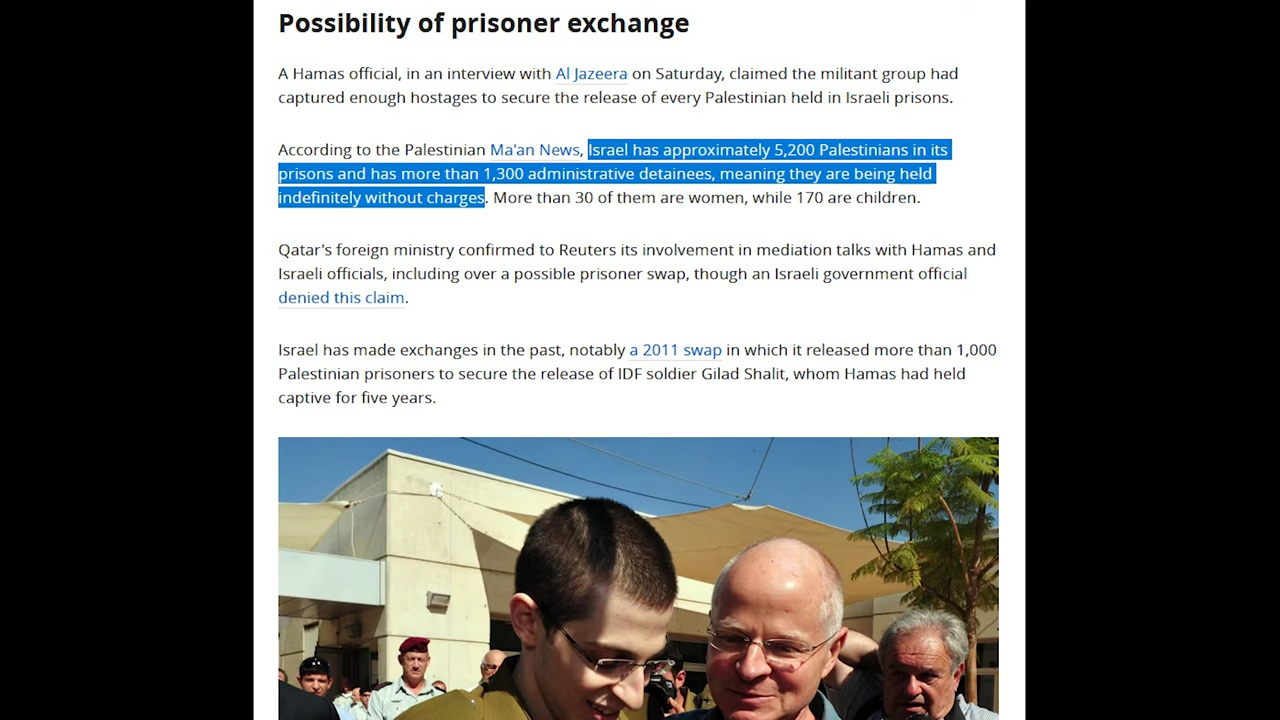 Possibility of prisoner exchange
A Hamas official, in an interview with Al Jazeera on Saturday, claimed the militant group had
captured enough hostages to secure the release of every Palestinian held in Israeli prisons.
According to the Palestinian Ma'an News, Israel has approximately 5,200 Palestinians in its
prisons and has more than 1,300 administrative detainees, meaning they are being held
indefinitely without charges. More than 30 of them are women, while 170 are children.
Qatar's foreign ministry confirmed to Reuters its involvement in mediation talks with Hamas and
Israeli officials, including over a possible prisoner swap, though an Israeli government official
denied this claim.
Israel has made exchanges in the past, notably a 2011 swap in which it released more than 1,000
Palestinian prisoners to secure the release of IDF soldier Gilad Shalit, whom Hamas had held
captive for five years.